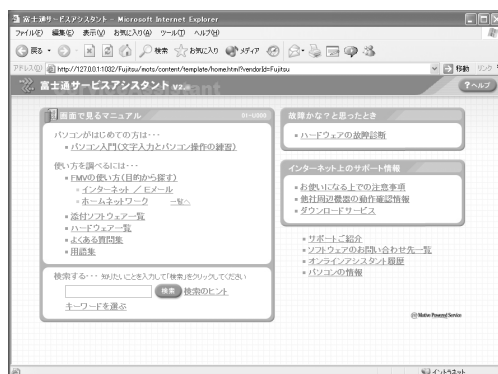 富士通サービスアシスタント - Microsoft Internet Explorer
ファイル(F) 編集(E) 表示(V) お気に入り(A) ツール(T) ヘルプ(H)
戻る 検索 お気に入り メディア
アドレス(D) http://127.0.0.1:1032/Fujitsu/mots/content/template/home.html?vendorId=Fujitsu 移動 リンク
富士通サービスアシスタント V2.
?ヘルプ
画面で見るマニュアル
パソコンがはじめての方は・・・
パソコン入門(文字入力とパソコン操作の練習)
使い方を調べるには・・・
FMVの使い方(目的から探す)
インターネット / Eメール
ホームネットワーク 一覧へ
添付ソフトウェア一覧
ハードウェア一覧
よくある質問集
用語集
検索する・・・ 知りたいことを入力して「検索」をクリックしてください
検索 検索のヒント
キーワードを選ぶ
故障かな?と思ったとき
ハードウェアの故障診断
インターネット上のサポート情報
お使いになる上での注意事項
他社周辺機器の動作確認情報
ダウンロードサービス
サポートご紹介
ソフトウェアのお問い合わせ先一覧
オンラインアシスタント履歴
パソコンの情報
Motive Powered Service
イントラネット